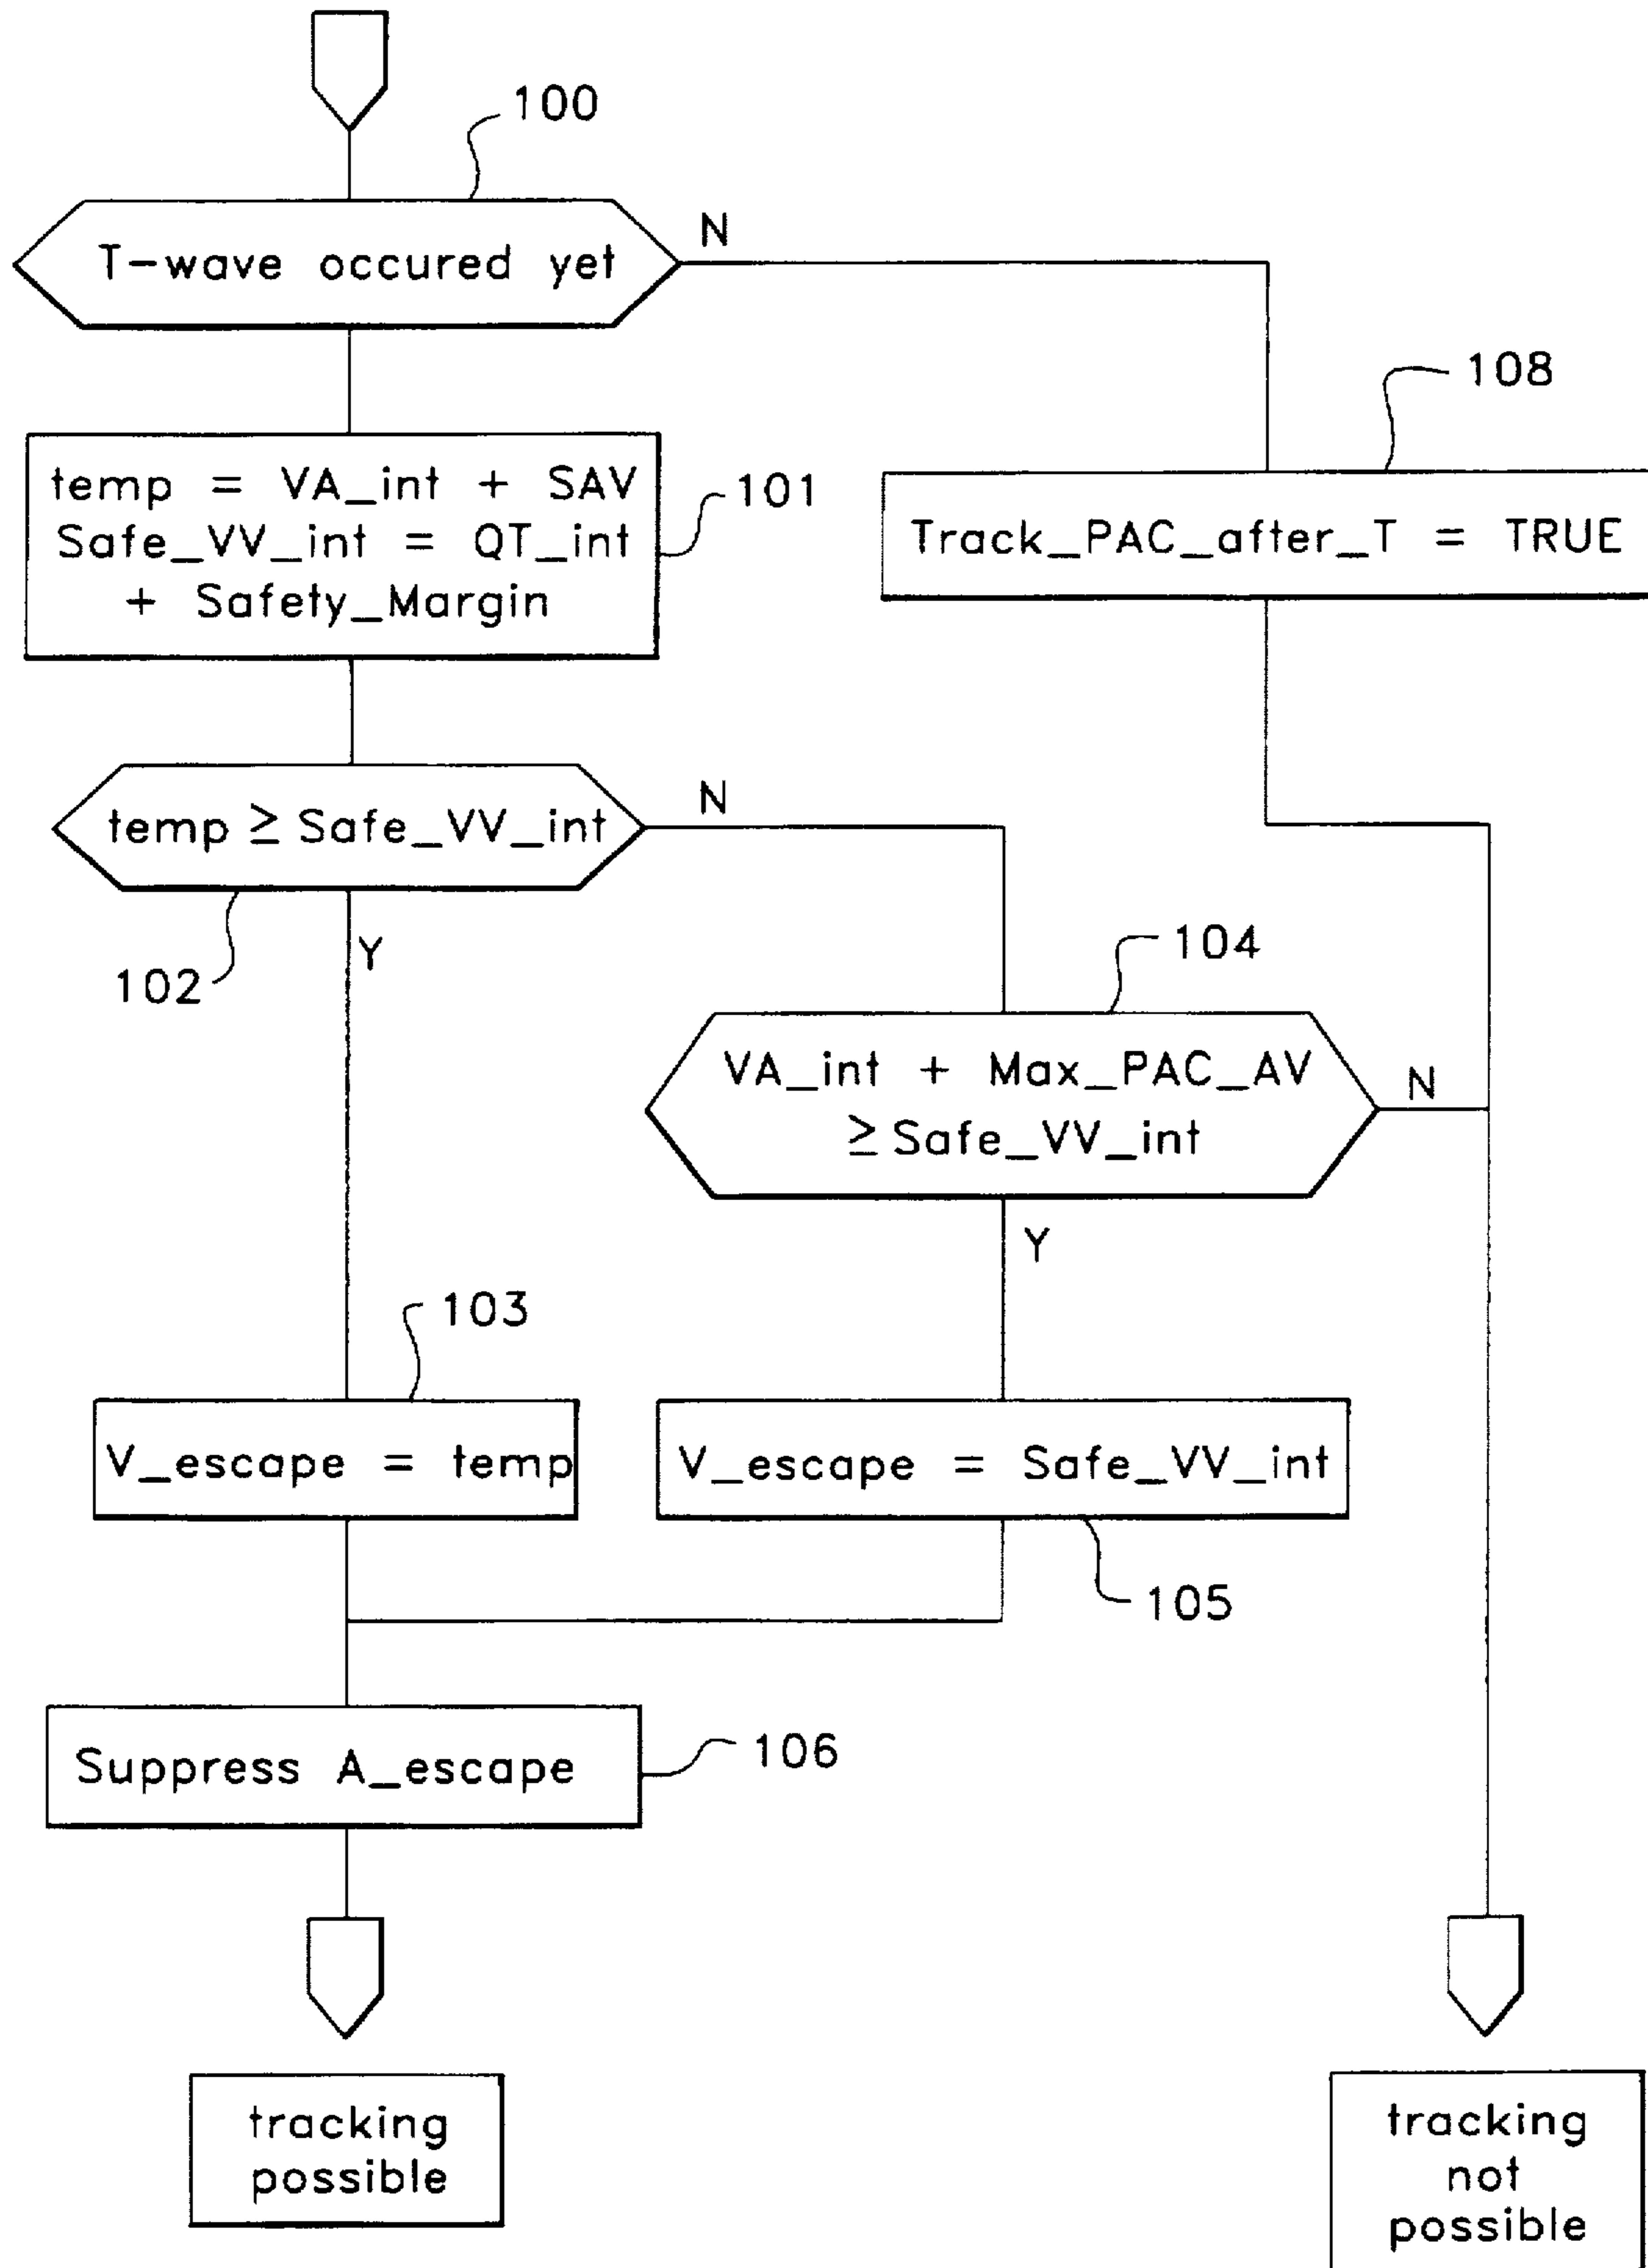 100
T-wave occured yet
N
108
temp = VA_int + SAV
Safe_VV_int = QT_int
+ Safety_Margin
101
Track_PAC_after_T = TRUE
temp ≥ Safe_VV_int
N
102
Y
104
VA_int + Max_PAC_AV
≥ Safe_VV_int
N
Y
103
V_escape = temp
V_escape = Safe_VV_int
105
Suppress A_escape
106
tracking
possible
tracking
not
possible